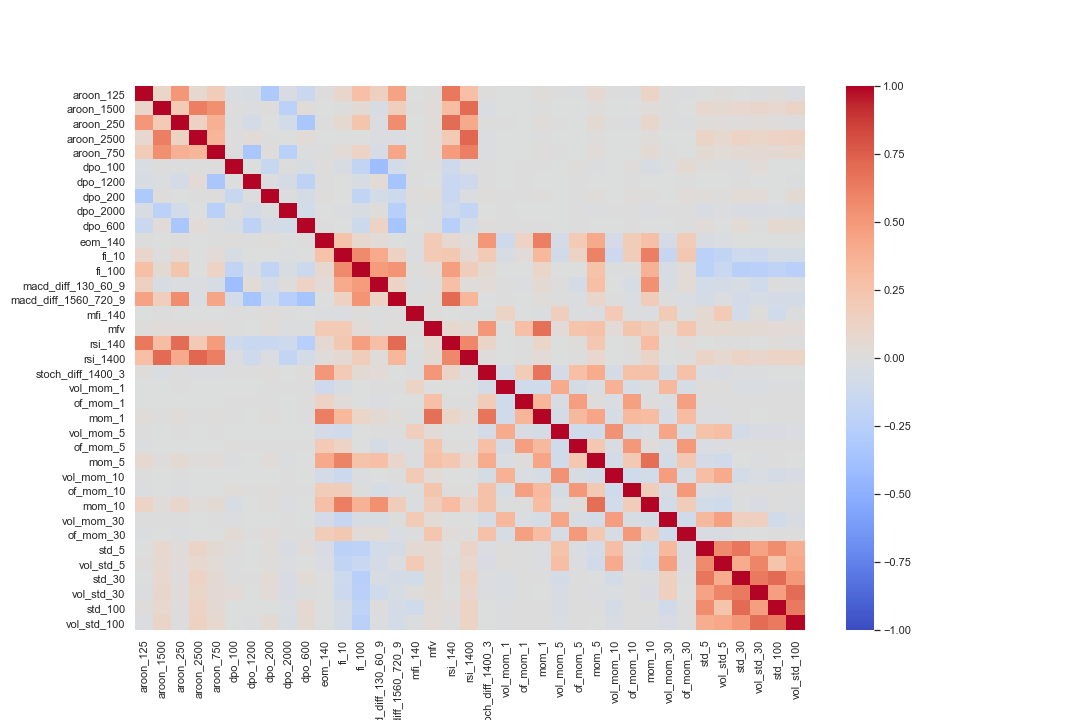 aroon_125
aroon_1500
aroon_250
aroon_2500
aroon_750
dpo_100
dpo_1200
dpo_200
dpo_2000
dpo_600
eom_140
fi_10
fi_100
macd_diff_130_60_9
macd_diff_1560_720_9
mfi_140
mfv
rsi_140
rsi_1400
stoch_diff_1400_3
vol_mom_1
of_mom_1
mom_1
vol_mom_5
of_mom_5
mom_5
vol_mom_10
of_mom_10
mom_10
vol_mom_30
of_mom_30
std_5
vol_std_5
std_30
vol_std_30
std_100
vol_std_100
aroon_125
aroon_1500
aroon_250
aroon_2500
aroon_750
dpo_100
dpo_1200
dpo_200
dpo_2000
dpo_600
eom_140
fi_10
fi_100
d_diff_130_60_9
diff_1560_720_9
mfi_140
mfv
rsi_140
rsi_1400
och_diff_1400_3
vol_mom_1
of_mom_1
mom_1
vol_mom_5
of_mom_5
mom_5
vol_mom_10
of_mom_10
mom_10
vol_mom_30
of_mom_30
std_5
vol_std_5
std_30
vol_std_30
std_100
vol_std_100
1.00
0.75
0.50
0.25
0.00
−0.25
−0.50
−0.75
−1.00